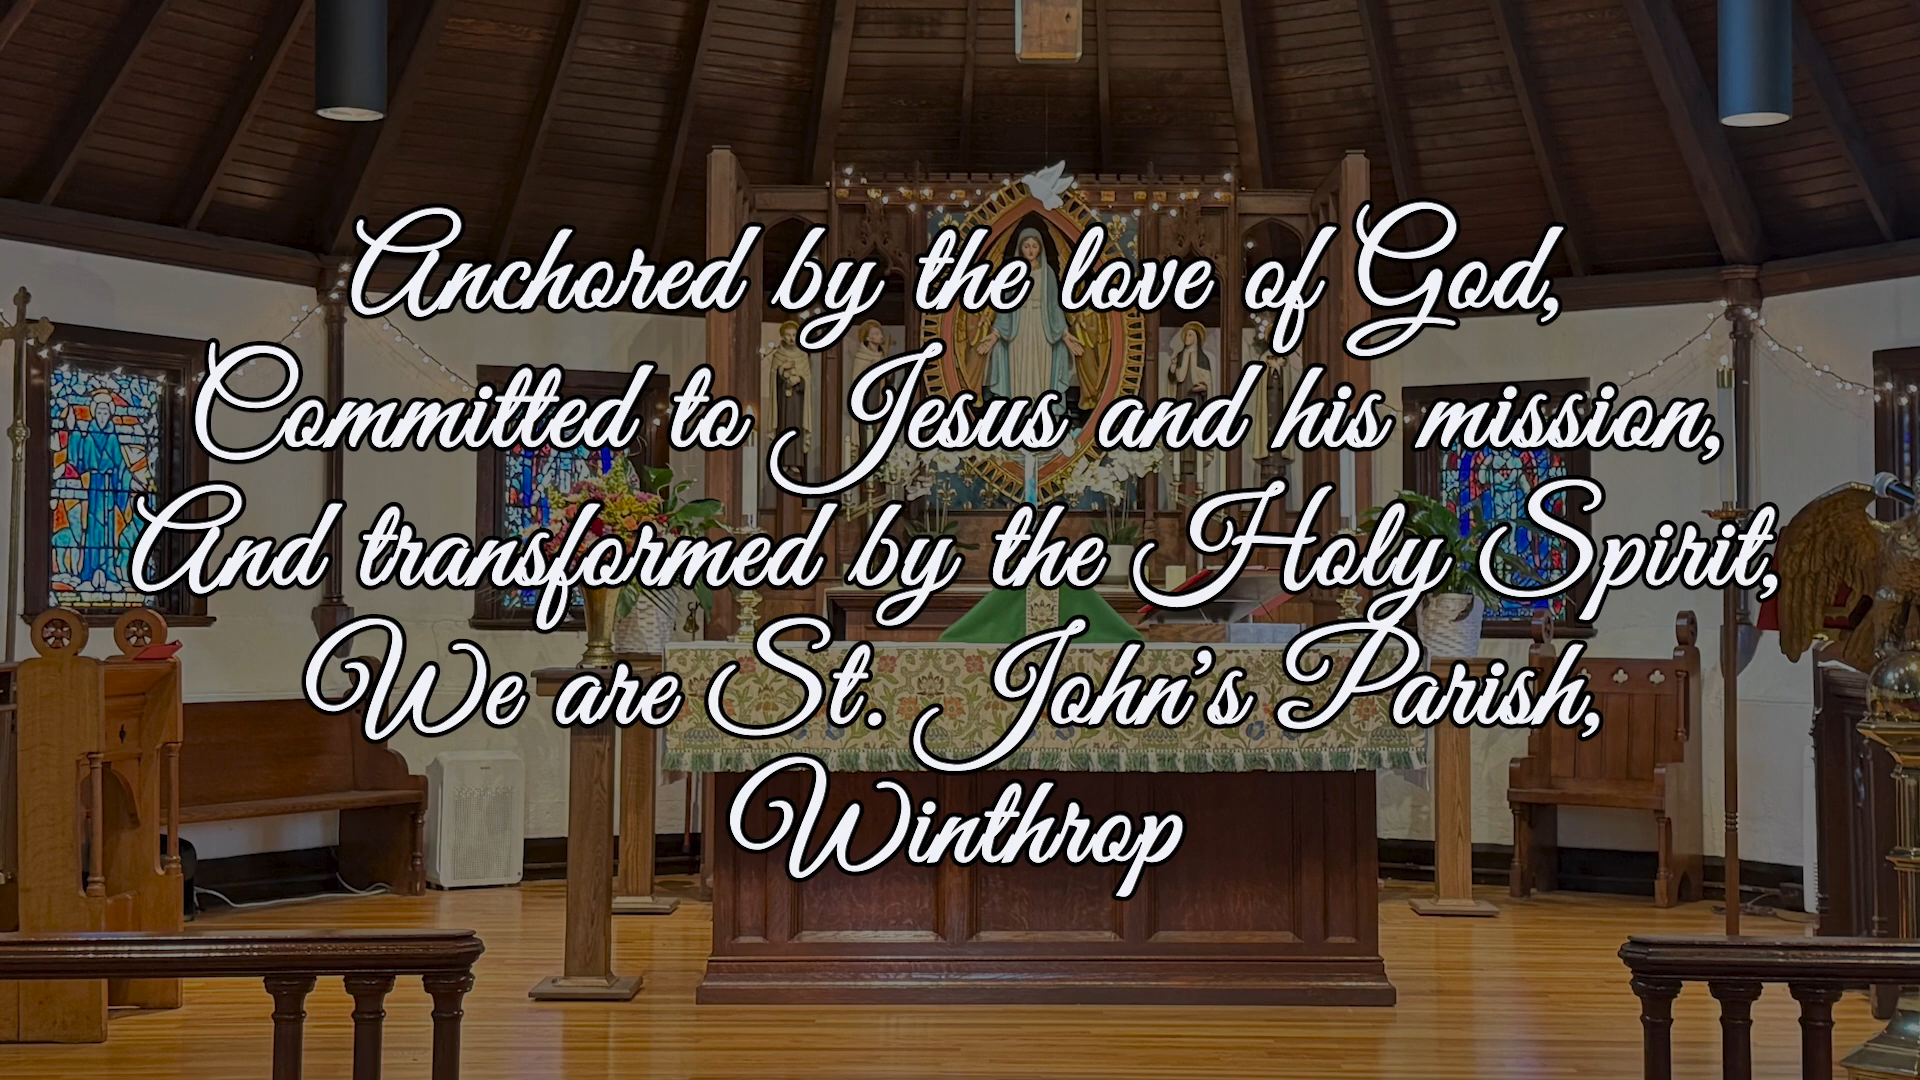 Anchored by the love of God,
Committed to Jesus and his mission,
And transformed by the Holy Spirit,
We are St. John's Parish,
Winthrop